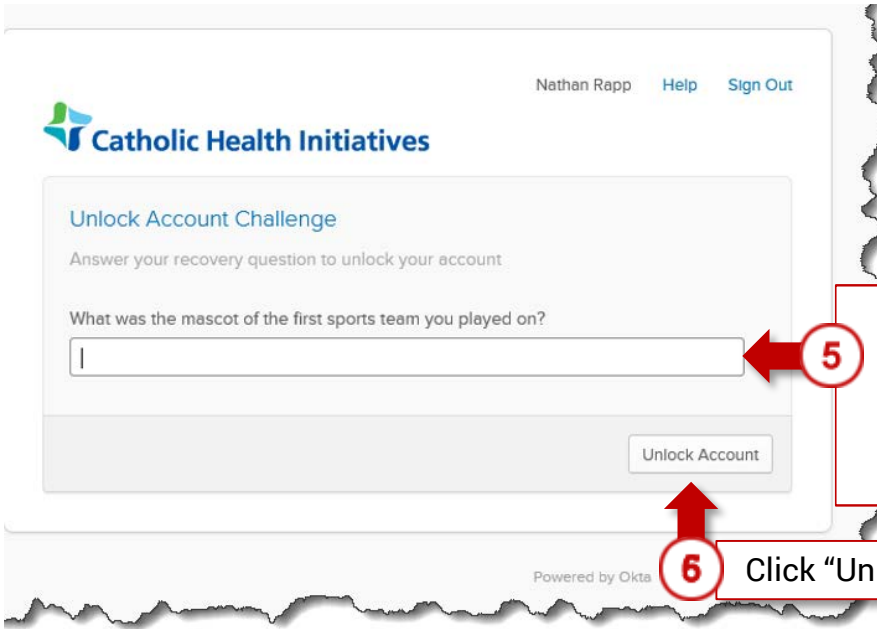 Nathan Rapp Help Sign Out
Catholic Health Initiatives
Unlock Account Challenge
Answer your recovery question to unlock your account
What was the mascot of the first sports team you played on?
5
Unlock Account
Powered by Okta
6 Click “Un